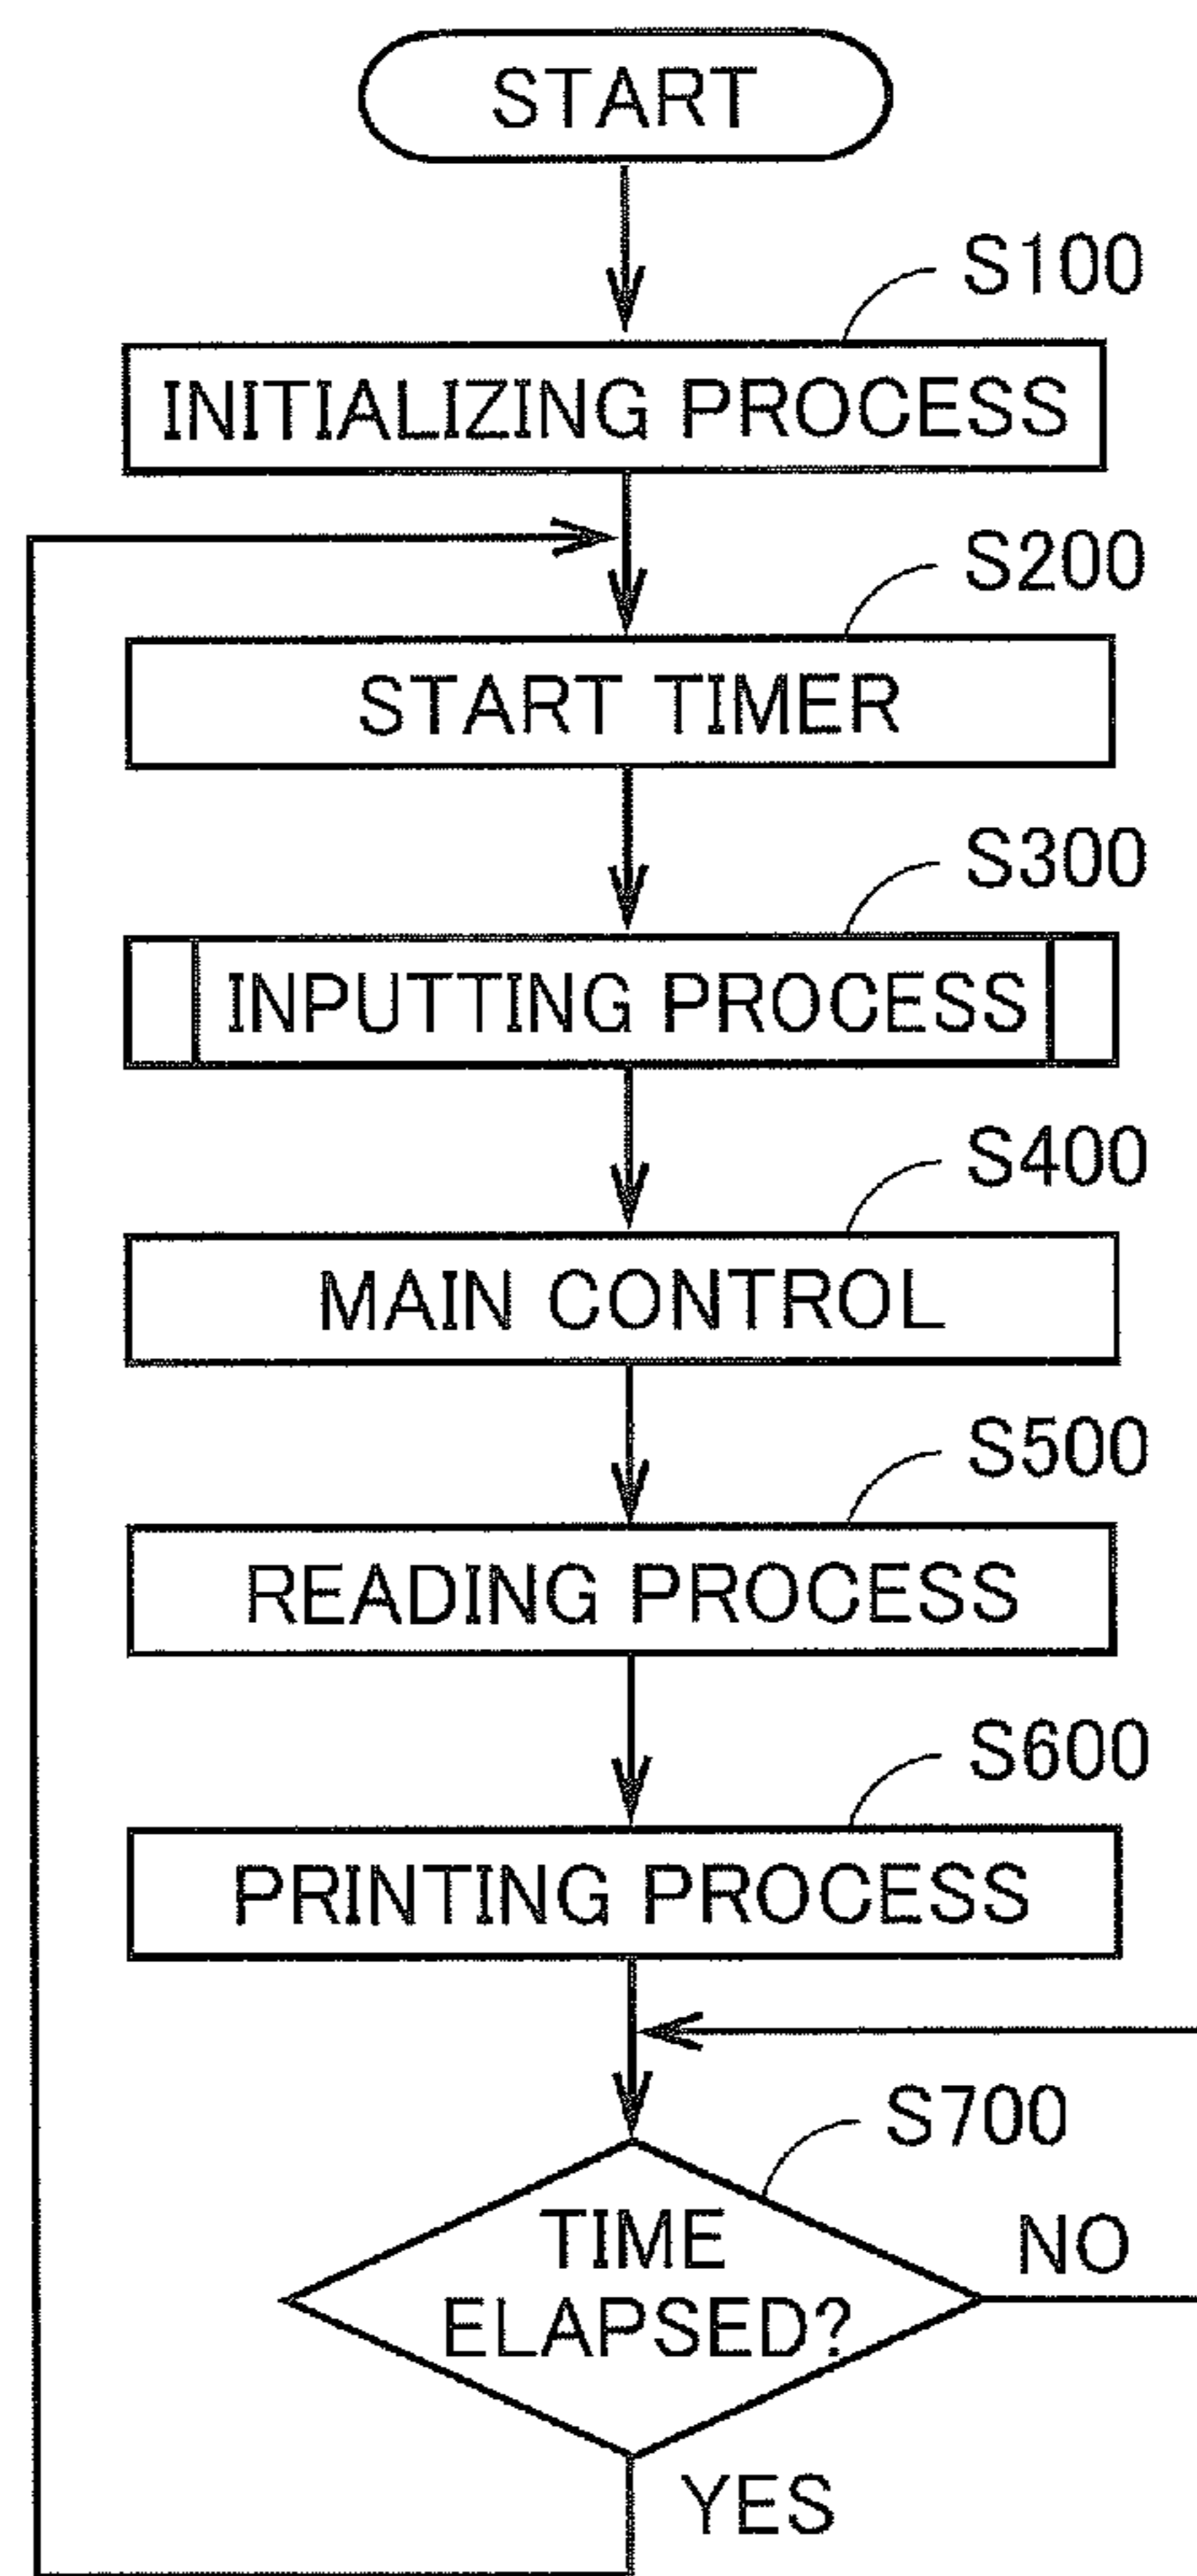 START
S100
INITIALIZING PROCESS
S200
START TIMER
S300
INPUTTING PROCESS
S400
MAIN CONTROL
S500
READING PROCESS
S600
PRINTING PROCESS
S700
TIME
ELAPSED?
NO
YES